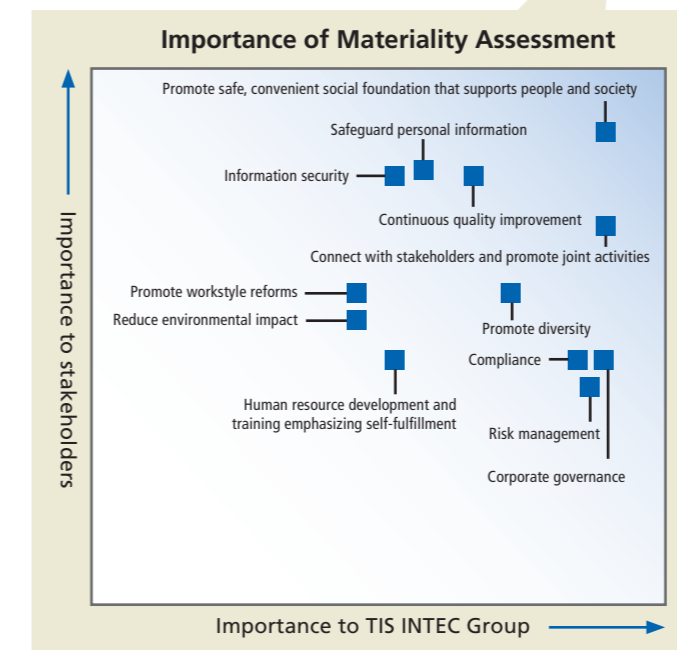 Importance of Materiality Assessment
Promote safe, convenient social foundation that supports people and society
Safeguard personal information
Information security
Continuous quality improvement
Connect with stakeholders and promote joint activities
Promote workstyle reforms
Reduce environmental impact
Promote diversity
Compliance
Human resource development and
training emphasizing self-fulfillment
Risk management
Corporate governance
Importance to stakeholders
Importance to TIS INTEC Group